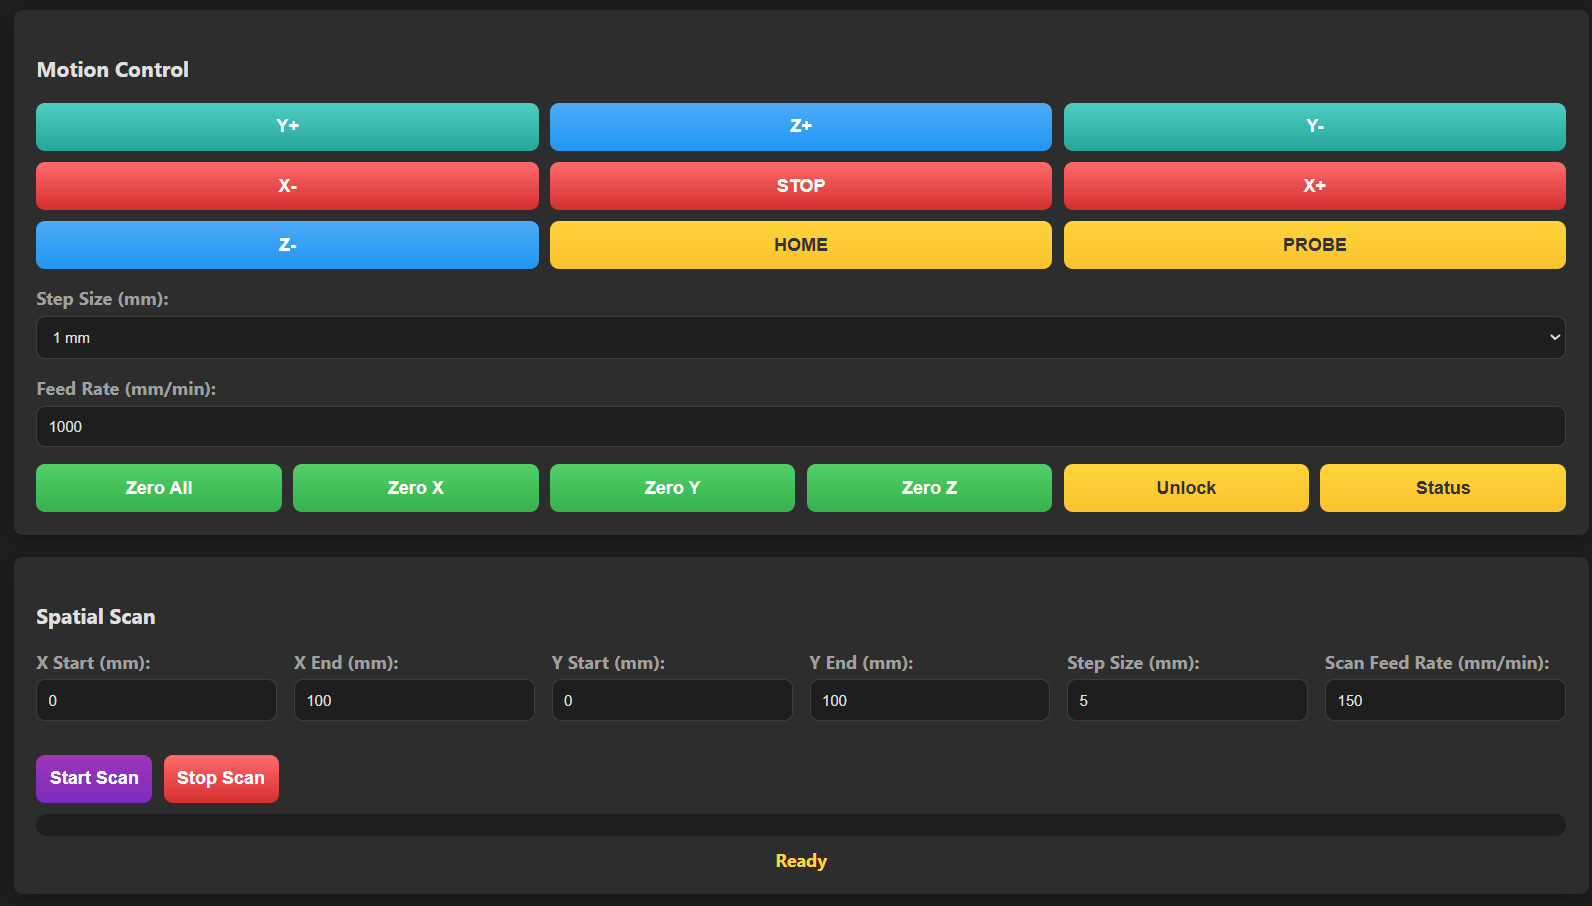 Motion Control
Y+ Z+ Y-
X- STOP X+
Z- HOME PROBE
Step Size (mm):
1 mm
Feed Rate (mm/min):
1000
Zero All Zero X Zero Y Zero Z Unlock Status
Spatial Scan
X Start (mm): X End (mm): Y Start (mm): Y End (mm): Step Size (mm): Scan Feed Rate (mm/min):
0 100 0 100 5 150
Start Scan Stop Scan
Ready